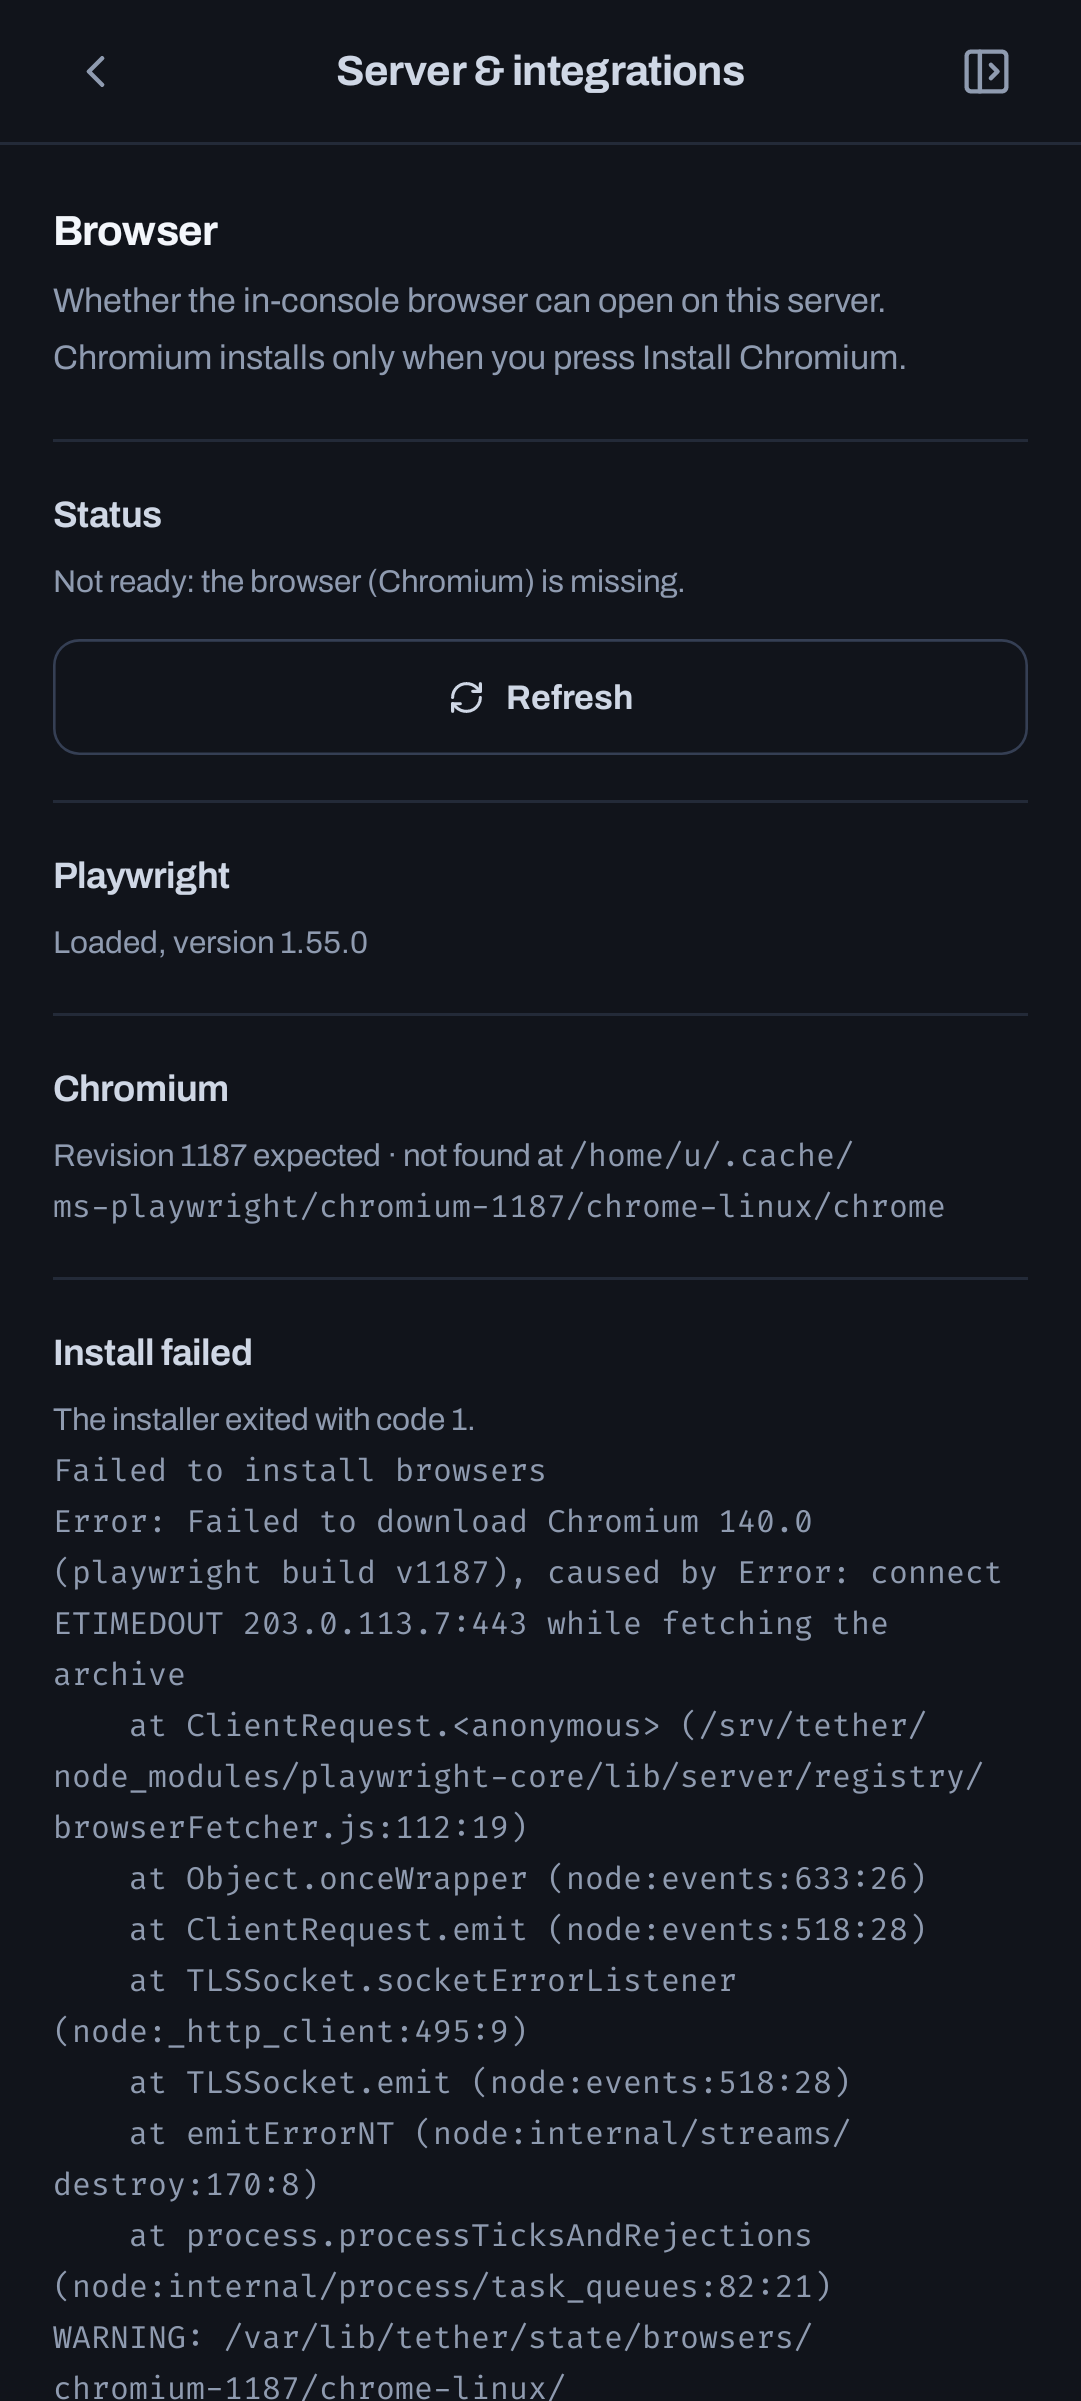 Server & integrations
Browser
Whether the in-console browser can open on this server.
Chromium installs only when you press Install Chromium.
Status
Not ready: the browser (Chromium) is missing.
Refresh
Playwright
Loaded, version 1.55.0
Chromium
Revision 1187 expected · not found at /home/u/.cache/
ms-playwright/chromium-1187/chrome-linux/chrome
Install failed
The installer exited with code 1.
Failed to install browsers
Error: Failed to download Chromium 140.0
(playwright build v1187), caused by Error: connect
ETIMEDOUT 203.0.113.7:443 while fetching the
archive
    at ClientRequest.<anonymous> (/srv/tether/
node_modules/playwright-core/lib/server/registry/
browserFetcher.js:112:19)
    at Object.onceWrapper (node:events:633:26)
    at ClientRequest.emit (node:events:518:28)
    at TLSSocket.socketErrorListener
(node:_http_client:495:9)
    at TLSSocket.emit (node:events:518:28)
    at emitErrorNT (node:internal/streams/
destroy:170:8)
    at process.processTicksAndRejections
(node:internal/process/task_queues:82:21)
WARNING: /var/lib/tether/state/browsers/
chromium-1187/chrome-linux/